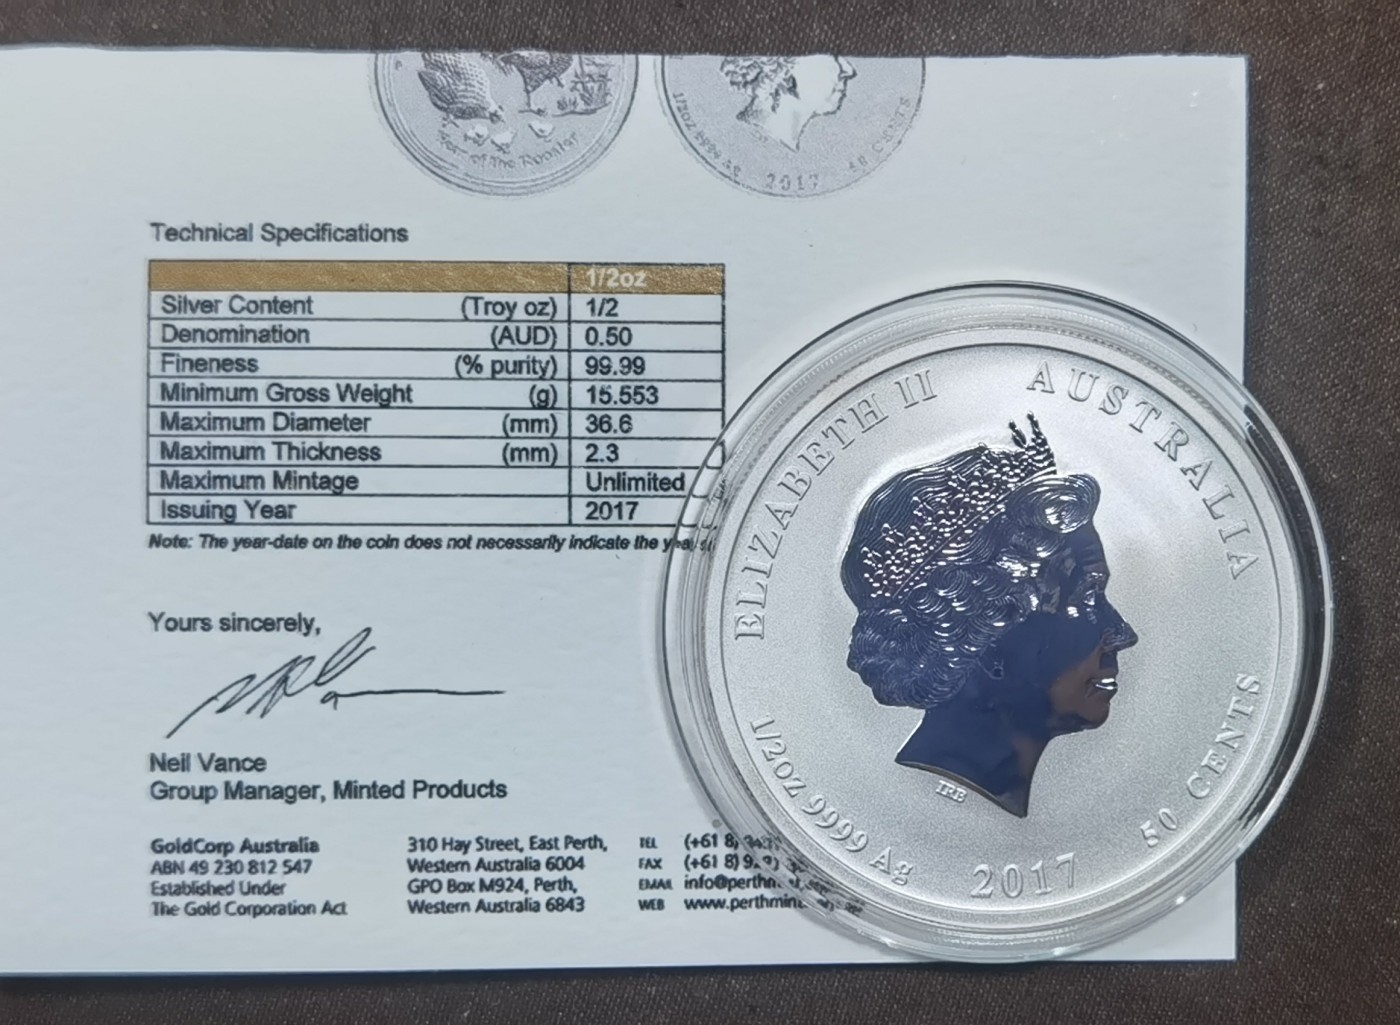 Year of the Rooster
1/2oz 9999 Ag 2017 50 CENTS
Technical Specifications
1/2oz
Silver Content (Troy oz) 1/2
Denomination (AUD) 0.50
Fineness (% purity) 99.99
Minimum Gross Weight (g) 15.553
Maximum Diameter (mm) 36.6
Maximum Thickness (mm) 2.3
Maximum Mintage Unlimited
Issuing Year 2017
Note: The year-date on the coin does not necessarily indicate the
Yours sincerely,
Neil Vance
Group Manager, Minted Products
GoldCorp Australia
ABN 49 230 812 547
Established Under
The Gold Corporation Act
310 Hay Street, East Perth,
Western Australia 6004
GPO Box M924, Perth,
Western Australia 6843
TEL (+61 8)
FAX (+61 8)
EMAIL
WEB
ELIZABETH II AUSTRALIA
IRB
1/2oz 9999 Ag 2017 50 CENTS